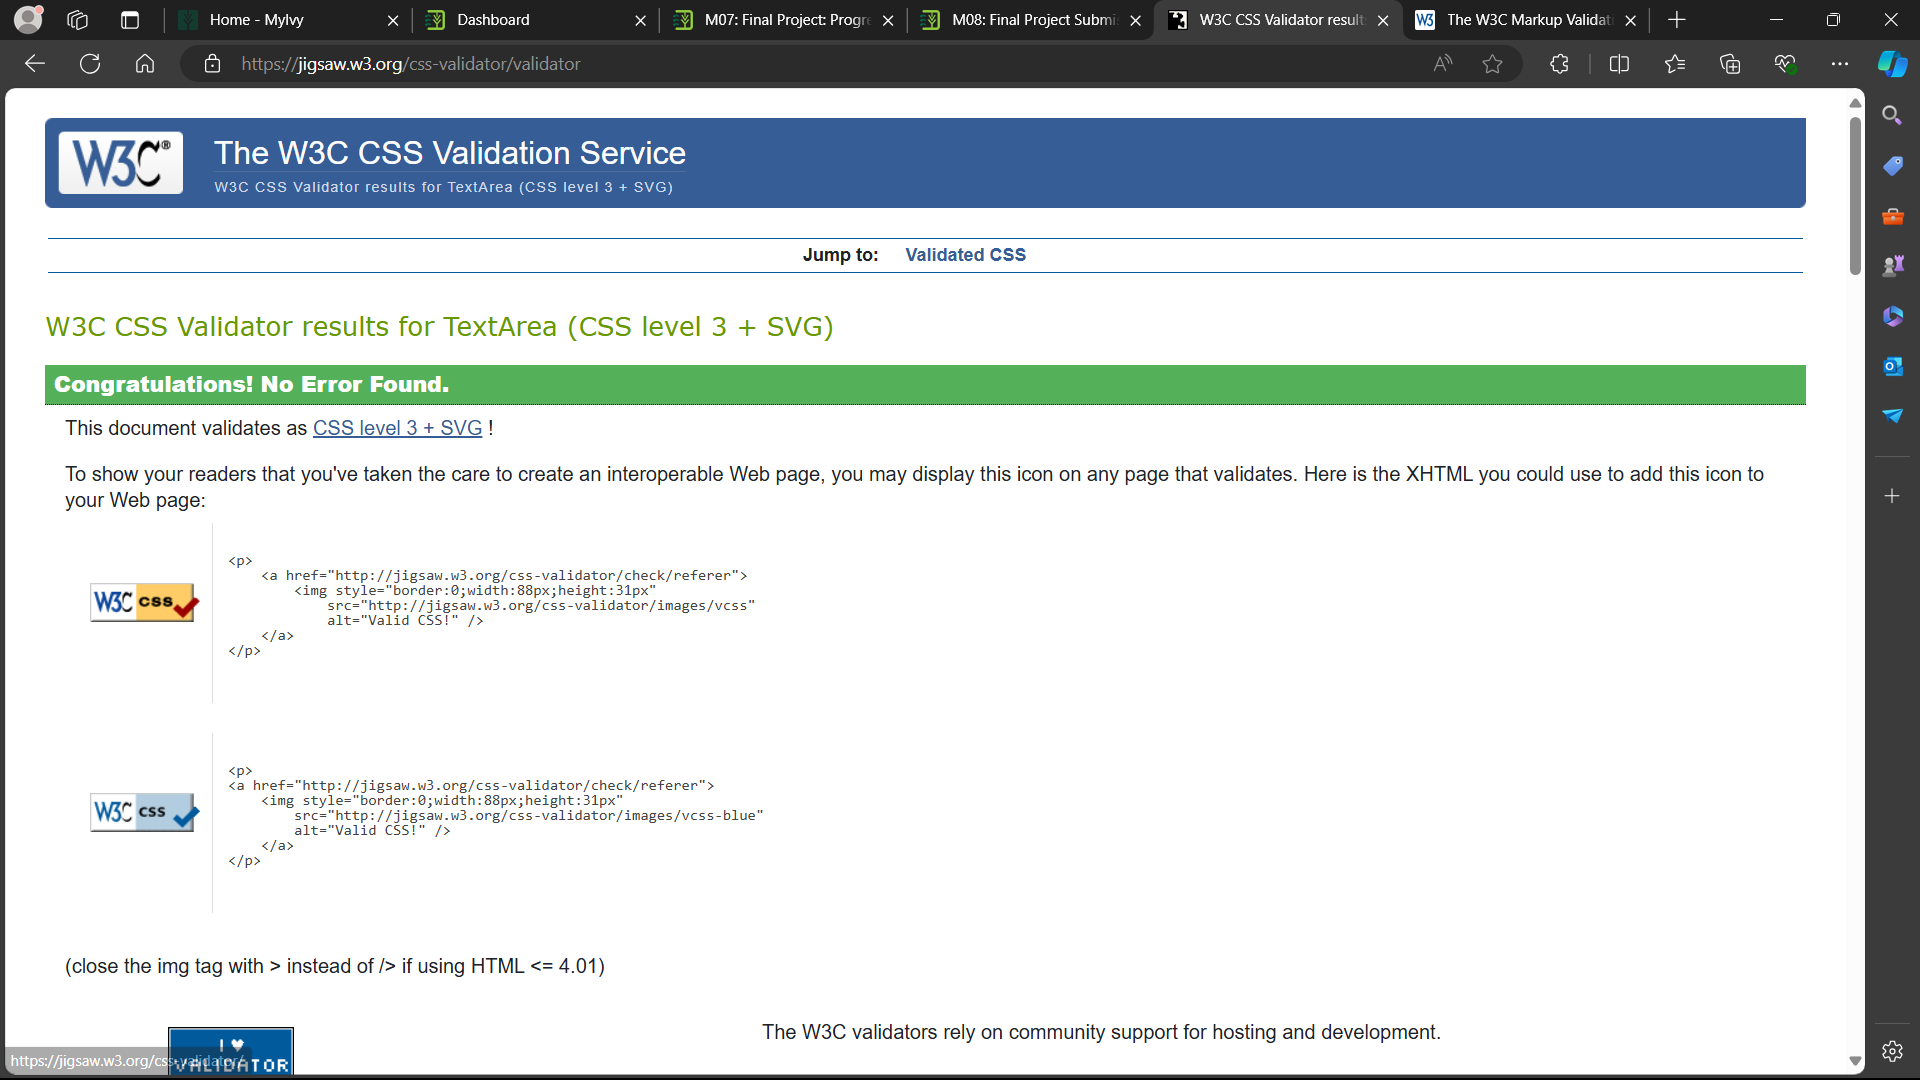 Home - MyIvy
Dashboard
M07: Final Project: Progre
M08: Final Project Submi
W3C CSS Validator result
The W3C Markup Validati
https://jigsaw.w3.org/css-validator/validator
W3C®
The W3C CSS Validation Service
W3C CSS Validator results for TextArea (CSS level 3 + SVG)
Jump to: Validated CSS
W3C CSS Validator results for TextArea (CSS level 3 + SVG)
Congratulations! No Error Found.
This document validates as CSS level 3 + SVG !
To show your readers that you've taken the care to create an interoperable Web page, you may display this icon on any page that validates. Here is the XHTML you could use to add this icon to
your Web page:
W3C css
<p>
<a href="http://jigsaw.w3.org/css-validator/check/referer">
<img style="border:0;width:88px;height:31px"
src="http://jigsaw.w3.org/css-validator/images/vcss"
alt="Valid CSS!" />
</a>
</p>
W3C css
<p>
<a href="http://jigsaw.w3.org/css-validator/check/referer">
<img style="border:0;width:88px;height:31px"
src="http://jigsaw.w3.org/css-validator/images/vcss-blue"
alt="Valid CSS!" />
</a>
</p>
(close the img tag with > instead of /> if using HTML <= 4.01)
I ♥
VALIDATOR
The W3C validators rely on community support for hosting and development.
https://jigsaw.w3.org/css-validator/